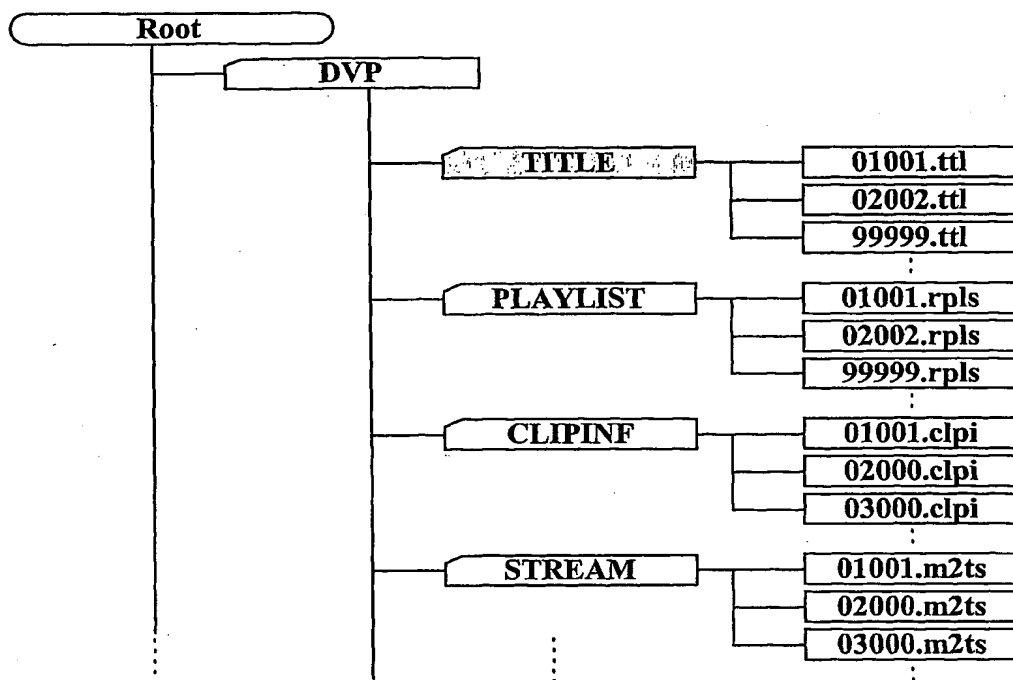 Root
DVP
TITLE
01001.ttl
02002.ttl
99999.ttl
PLAYLIST
01001.rpls
02002.rpls
99999.rpls
CLIPINF
01001.clpi
02000.clpi
03000.clpi
STREAM
01001.m2ts
02000.m2ts
03000.m2ts